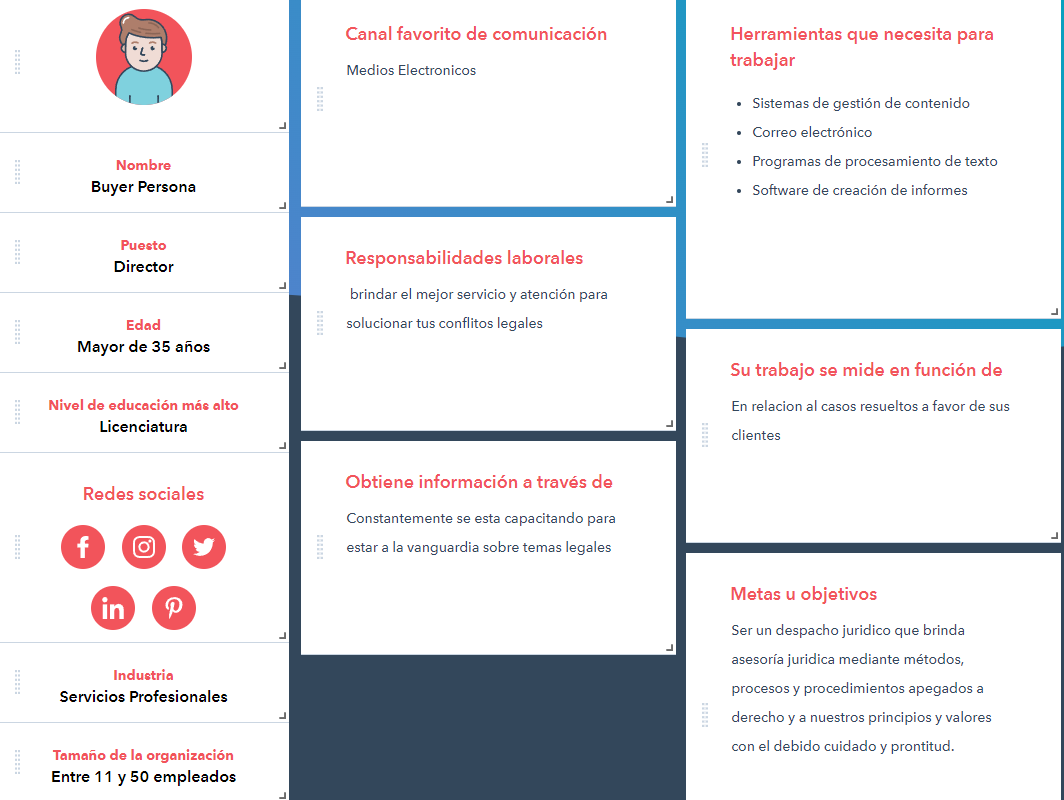 Nombre
Buyer Persona
Puesto
Director
Edad
Mayor de 35 años
Nivel de educación más alto
Licenciatura
Redes sociales
Industria
Servicios Profesionales
Tamaño de la organización
Entre 11 y 50 empleados
Canal favorito de comunicación
Medios Electronicos
Responsabilidades laborales
brindar el mejor servicio y atención para
solucionar tus conflitos legales
Obtiene información a través de
Constantemente se esta capacitando para
estar a la vanguardia sobre temas legales
Herramientas que necesita para
trabajar
• Sistemas de gestión de contenido
• Correo electrónico
• Programas de procesamiento de texto
• Software de creación de informes
Su trabajo se mide en función de
En relacion al casos resueltos a favor de sus
clientes
Metas u objetivos
Ser un despacho juridico que brinda
asesoría juridica mediante métodos,
procesos y procedimientos apegados a
derecho y a nuestros principios y valores
con el debido cuidado y prontitud.